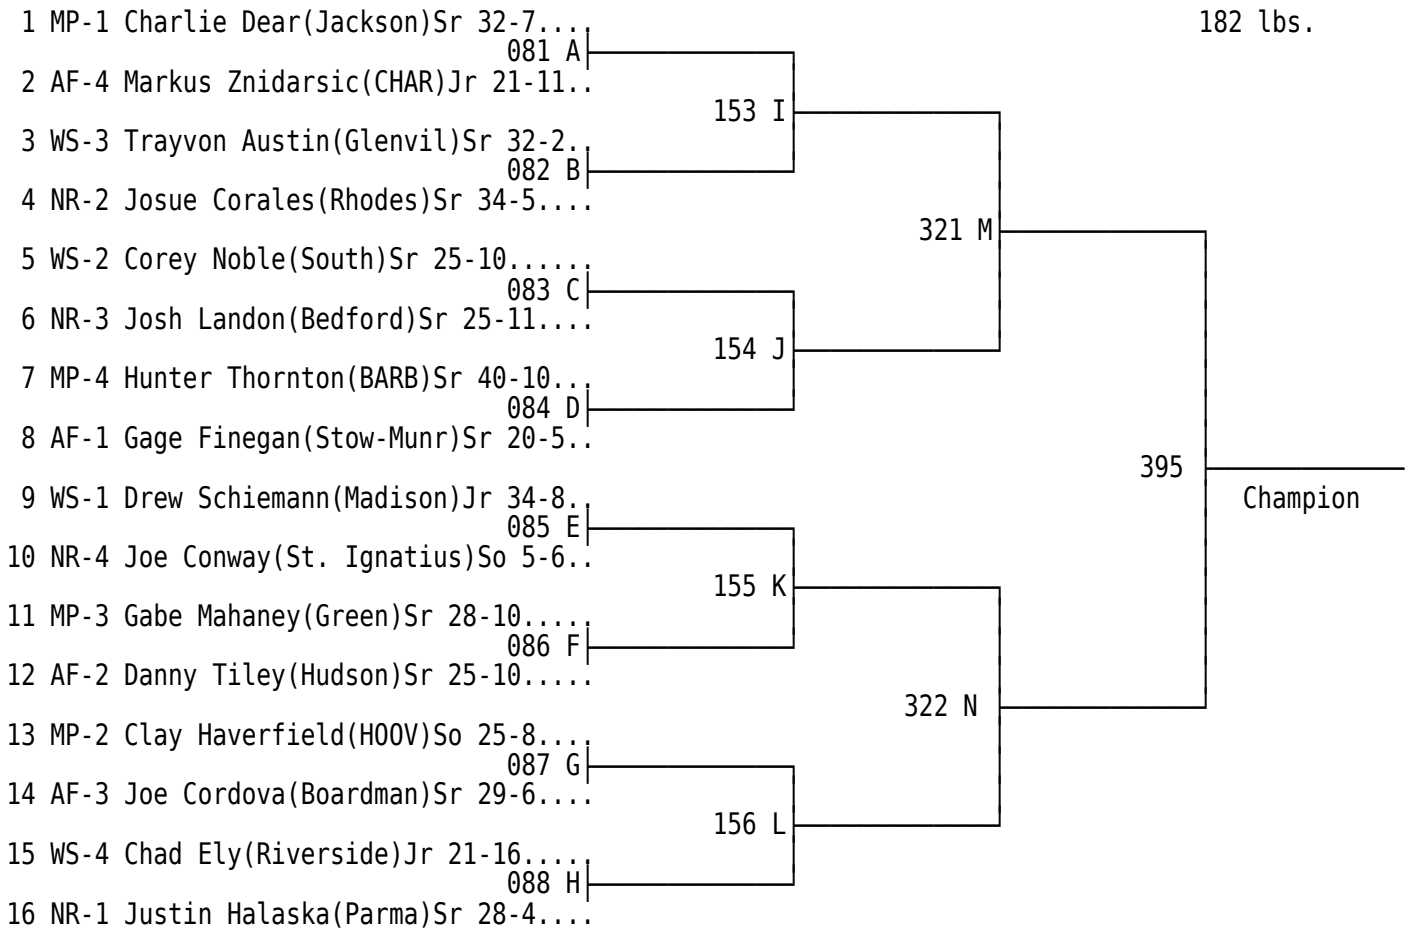 1 MP-1 Charlie Dear(Jackson)Sr 32-7.... 182 lbs.
081 A
2 AF-4 Markus Znidarsic(CHAR)Jr 21-11..
153 I
3 WS-3 Trayvon Austin(Glenvil)Sr 32-2..
082 B
4 NR-2 Josue Corales(Rhodes)Sr 34-5....
321 M
5 WS-2 Corey Noble(South)Sr 25-10......
083 C
6 NR-3 Josh Landon(Bedford)Sr 25-11....
154 J
7 MP-4 Hunter Thornton(BARB)Sr 40-10...
084 D
8 AF-1 Gage Finegan(Stow-Munr)Sr 20-5..
395
9 WS-1 Drew Schiemann(Madison)Jr 34-8..
Champion
085 E
10 NR-4 Joe Conway(St. Ignatius)So 5-6..
155 K
11 MP-3 Gabe Mahaney(Green)Sr 28-10.....
086 F
12 AF-2 Danny Tiley(Hudson)Sr 25-10.....
322 N
13 MP-2 Clay Haverfield(HOOV)So 25-8....
087 G
14 AF-3 Joe Cordova(Boardman)Sr 29-6....
156 L
15 WS-4 Chad Ely(Riverside)Jr 21-16.....
088 H
16 NR-1 Justin Halaska(Parma)Sr 28-4....